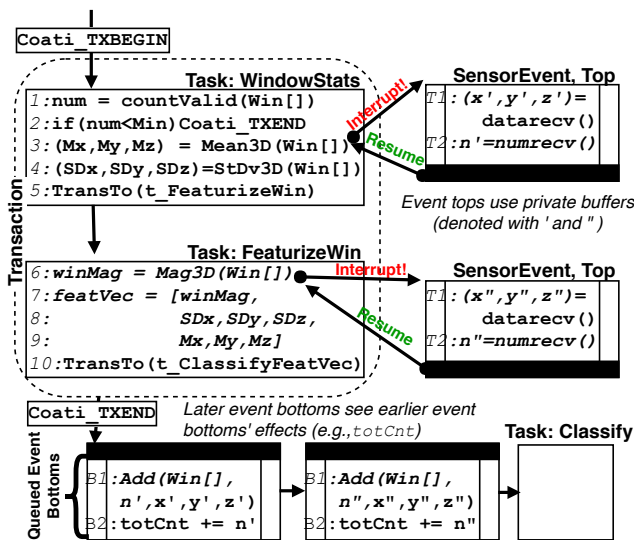 Coati_TXBEGIN
Transaction
Task: WindowStats
1:num = countValid(Win[])
2:if(num<Min)Coati_TXEND
3:(Mx,My,Mz) = Mean3D(Win[])
4:(SDx,SDy,SDz)=StDv3D(Win[])
5:TransTo(t_FeaturizeWin)
Interrupt!
Resume
SensorEvent, Top
T1:(x',y',z')=
datarecv()
T2:n'=numrecv()
Event tops use private buffers
(denoted with ' and " )
Task: FeaturizeWin
6:winMag = Mag3D(Win[])
7:featVec = [winMag,
8: SDx,SDy,SDz,
9: Mx,My,Mz]
10:TransTo(t_ClassifyFeatVec)
Interrupt!
Resume
SensorEvent, Top
T1:(x",y",z")=
datarecv()
T2:n"=numrecv()
Coati_TXEND
Later event bottoms see earlier event
bottoms' effects (e.g.,totCnt)
Queued Event
Bottoms
B1:Add(Win[],
n',x',y',z')
B2:totCnt += n'
B1:Add(Win[],
n",x",y",z")
B2:totCnt += n"
Task: Classify